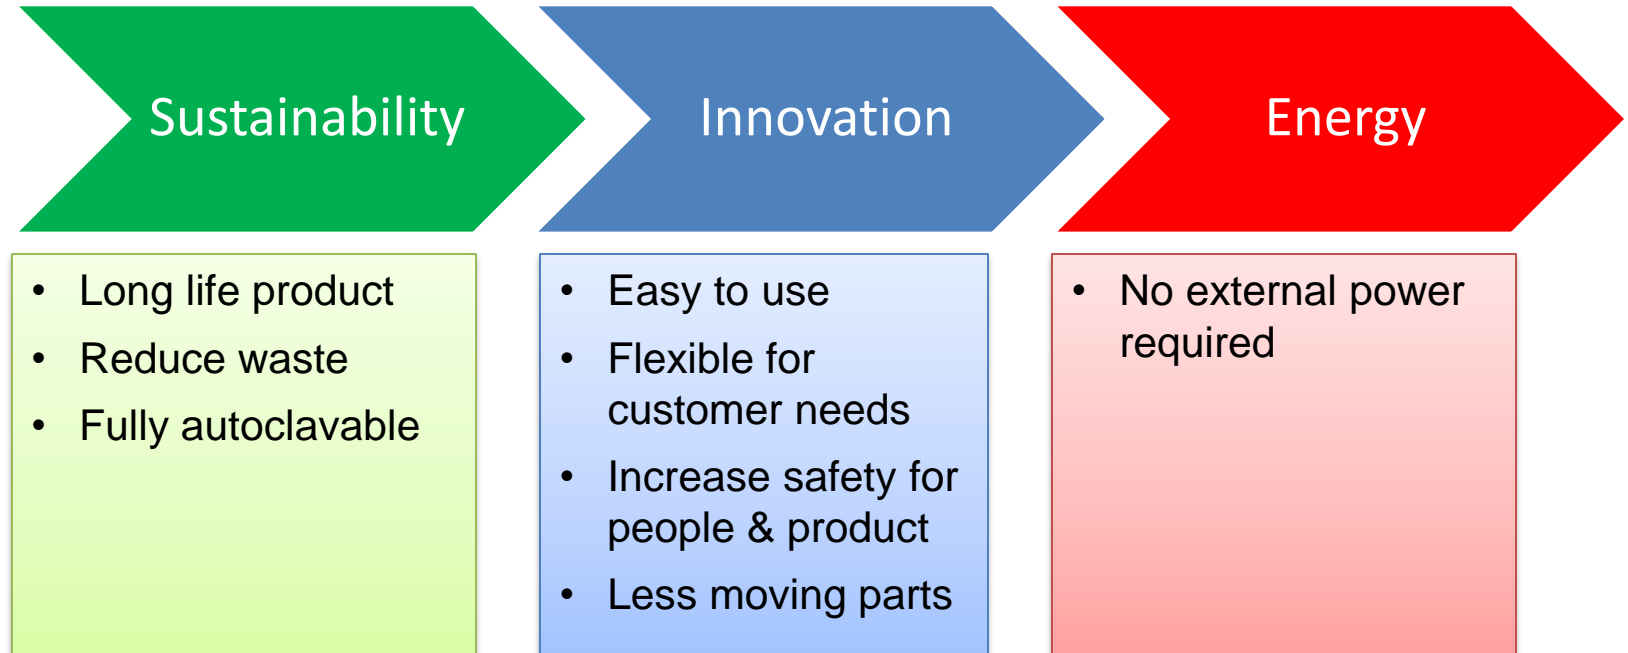 Sustainability
Innovation
Energy
• Long life product
• Reduce waste
• Fully autoclavable
• Easy to use
• Flexible for
customer needs
• Increase safety for
people & product
• Less moving parts
• No external power
required